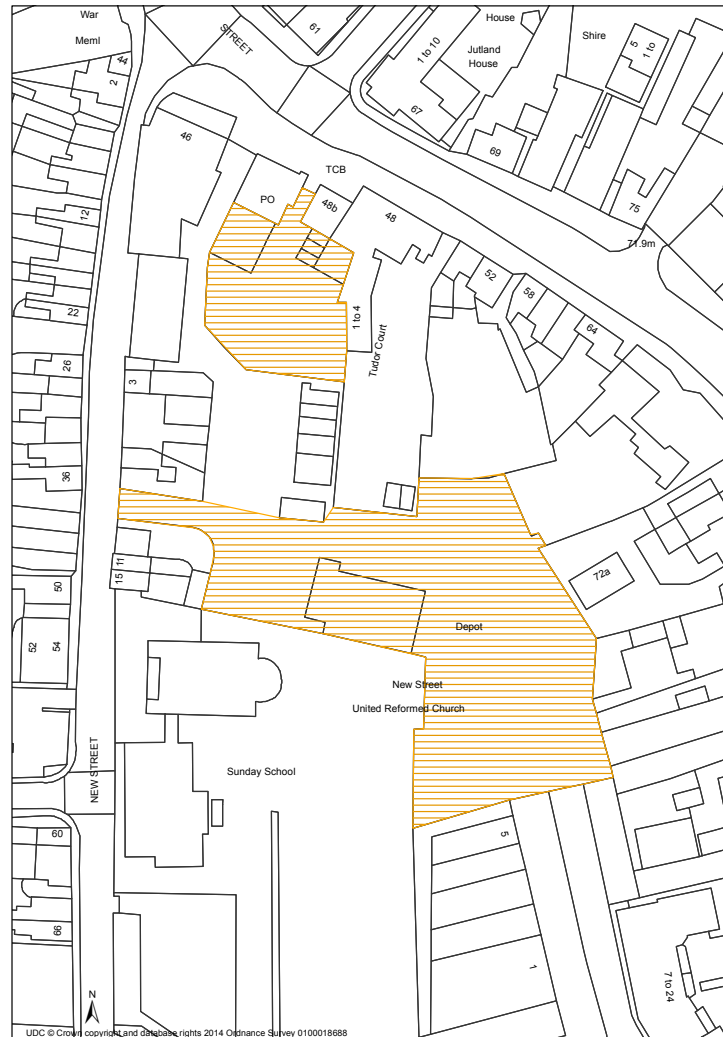 War
Meml
44
2
STREET
61
House
Jutland
House
1 to 10
67
69
Shire
5
1 to
75
71.9m
46
TCB
PO
48b
48
12
22
26
36
3
1 to 4
Tudor Court
52
58
64
11
15
50
52
54
72a
Depot
New Street
United Reformed Church
Sunday School
NEW STREET
60
66
5
1
7 to 24
N
UDC © Crown copyright and database rights 2014 Ordnance Survey 0100018688